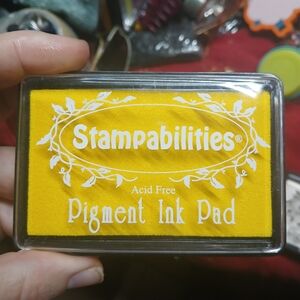 Stampabilities®
Acid Free
Pigment Ink Pad